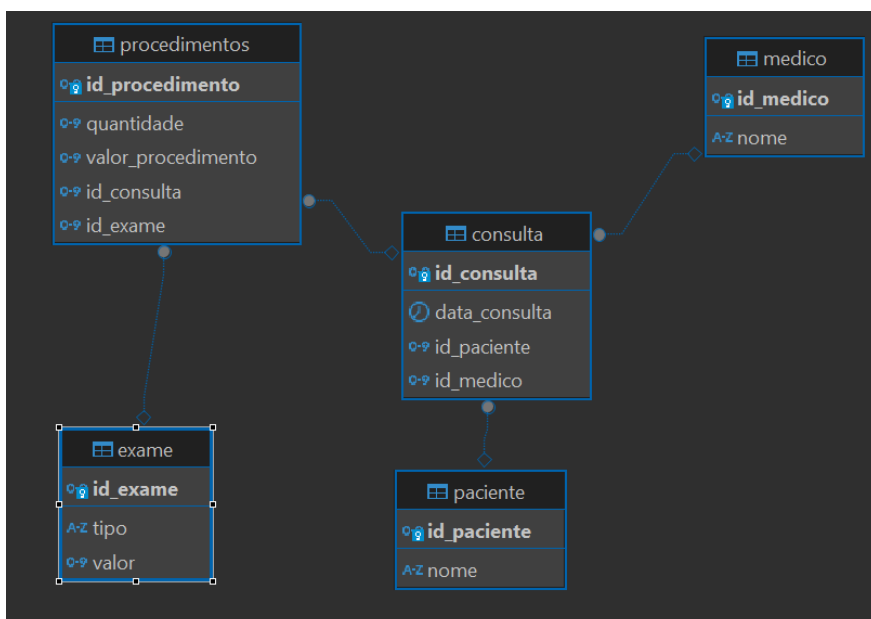 procedimentos
id_procedimento
quantidade
valor_procedimento
id_consulta
id_exame
medico
id_medico
A-Z nome
consulta
id_consulta
data_consulta
id_paciente
id_medico
exame
id_exame
A-Z tipo
valor
paciente
id_paciente
A-Z nome